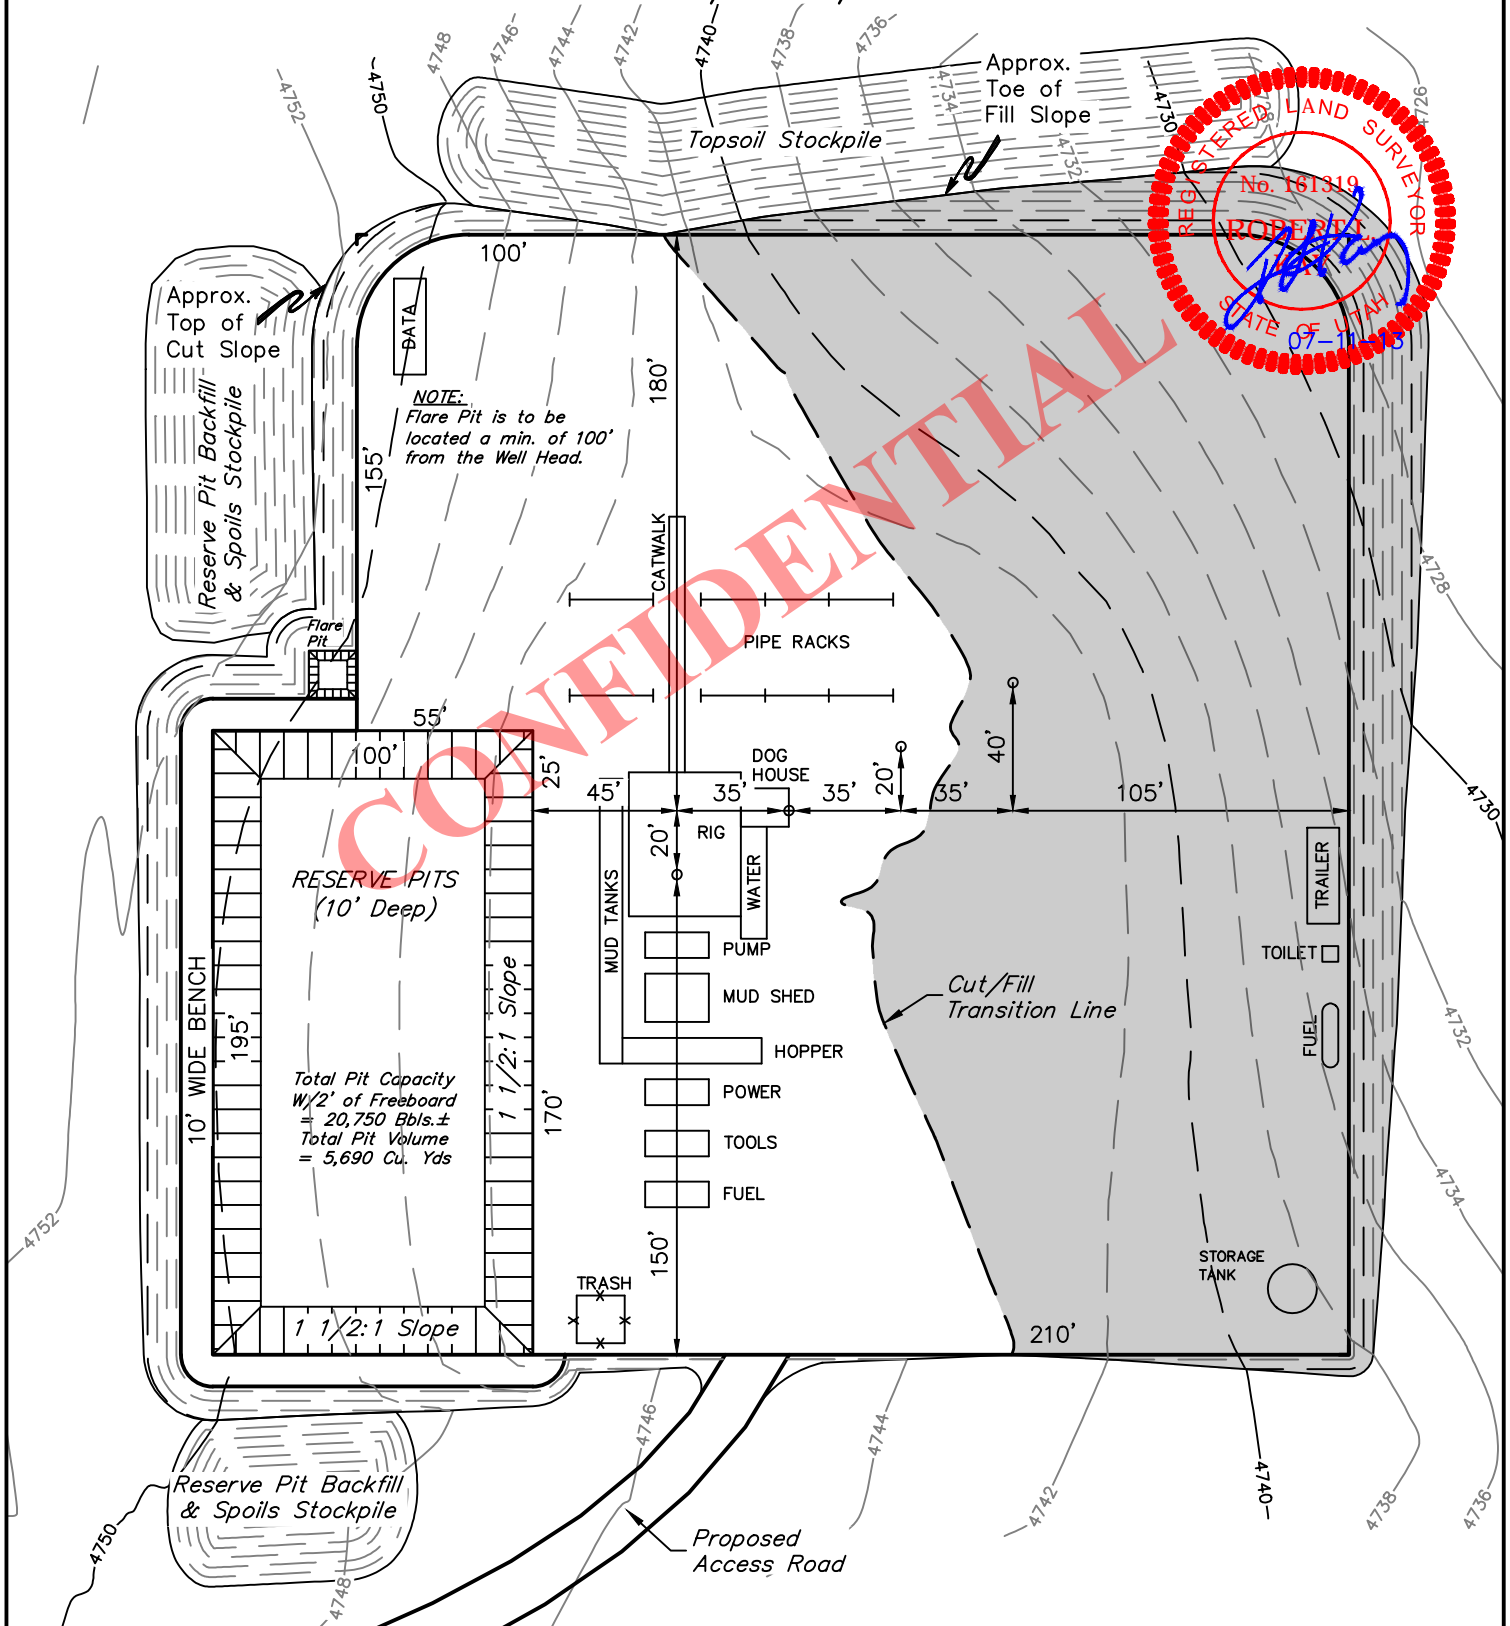 4748
4746
4744
4742
4740
4738
4736
4752
4750
4734
4732
4730
4728
4726
Approx.
Toe of
Fill Slope
Topsoil Stockpile
REGISTERED LAND SURVEYOR
No. 161319
ROBERT L.
KAY
STATE OF UTAH
07-11-13
100'
Approx.
Top of
Cut Slope
DATA
180'
NOTE:
Flare Pit is to be
located a min. of 100'
from the Well Head.
155'
Reserve Pit Backfill
& Spoils Stockpile
CONFIDENTIAL
CATWALK
PIPE RACKS
Flare
Pit
4728
55'
100'
25'
DOG
HOUSE
45'
35'
35'
20'
35'
40'
105'
4730
20'
RIG
WATER
MUD TANKS
TRAILER
RESERVE PITS
(10' Deep)
PUMP
TOILET
MUD SHED
Cut/Fill
Transition Line
10' WIDE BENCH
195'
1 1/2:1 Slope
HOPPER
FUEL
4732
Total Pit Capacity
W/2' of Freeboard
= 20,750 Bbls.±
Total Pit Volume
= 5,690 Cu. Yds
170'
POWER
TOOLS
FUEL
4734
4752
150'
STORAGE
TANK
TRASH
1 1/2:1 Slope
210'
4746
4744
4742
4740
4738
4736
Reserve Pit Backfill
& Spoils Stockpile
4750
4748
Proposed
Access Road